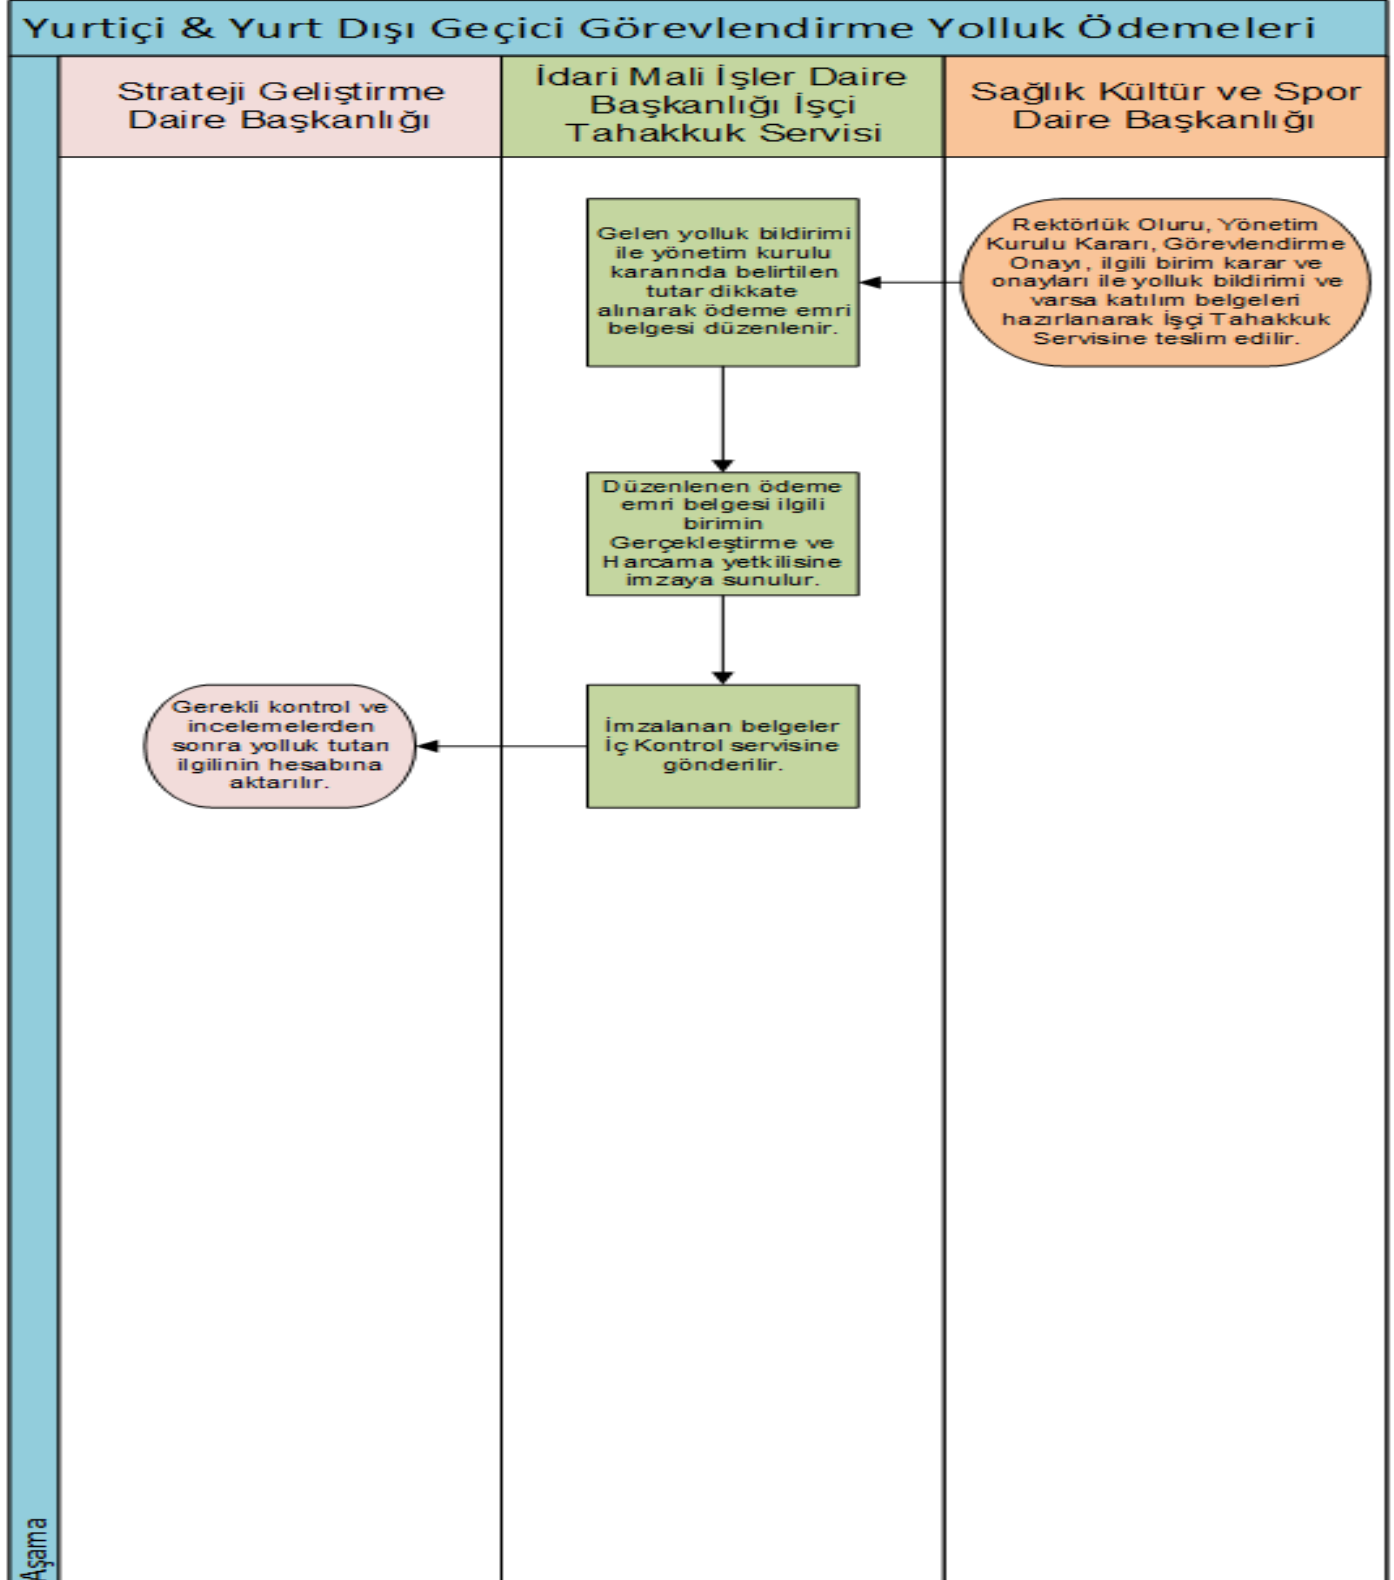 Yurtiçi & Yurt Dışı Geçici Görevlendirme Yolluk Ödemeleri
Strateji Geliştirme
Daire Başkanlığı
İdari Mali İşler Daire
Başkanlığı İşçi
Tahakkuk Servisi
Sağlık Kültür ve Spor
Daire Başkanlığı
Rektörlük Oluru, Yönetim
Kurulu Kararı, Görevlendirme
Onayı, ilgili birim karar ve
onayları ile yolluk bildirimi ve
varsa katılım belgeleri
hazırlanarak İşçi Tahakkuk
Servisine teslim edilir.
Gelen yolluk bildirimi
ile yönetim kurulu
kararında belirtilen
tutar dikkate
alınarak ödeme emri
belgesi düzenlenir.
Düzenlenen ödeme
emri belgesi ilgili
birimin
Gerçekleştirme ve
Harcama yetkilisine
imzaya sunulur.
İmzalanan belgeler
İç Kontrol servisine
gönderilir.
Gerekli kontrol ve
incelemelerden
sonra yolluk tutarı
ilgilinin hesabına
aktarılır.
Aşama